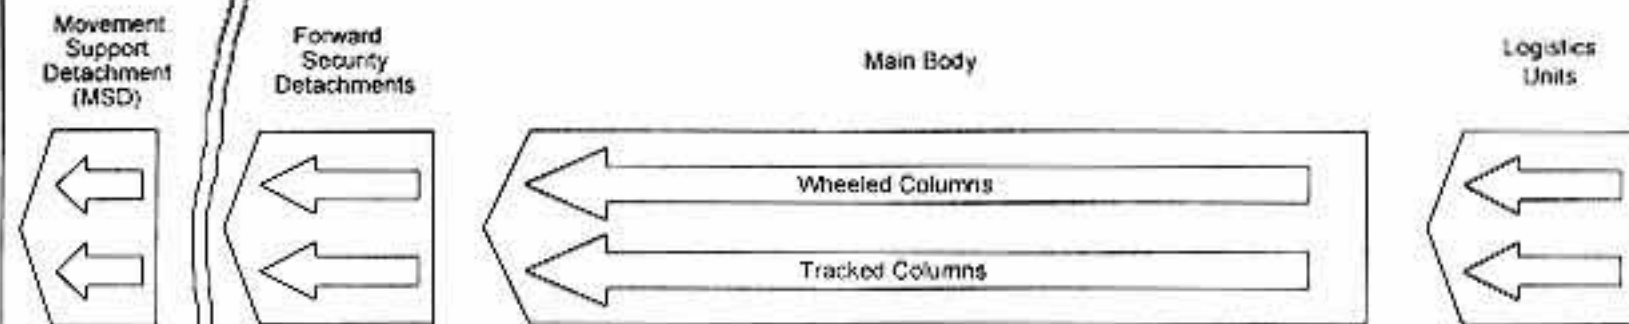 Movement
Support
Detachment
(MSD)
Forward
Security
Detachments
Main Body
Logistics
Units
Wheeled Columns
Tracked Columns